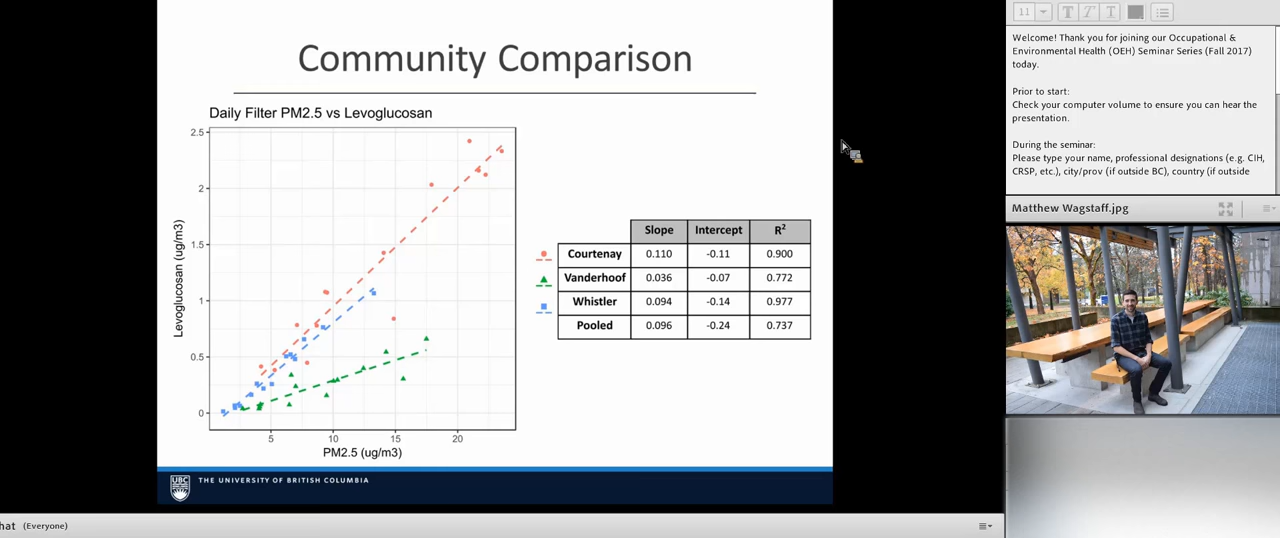 Community Comparison
Daily Filter PM2.5 vs Levoglucosan
Levoglucosan (ug/m3)
2.5
2
1.5
1
0.5
0
5 10 15 20
PM2.5 (ug/m3)
Slope Intercept R²
Courtenay 0.110 -0.11 0.900
Vanderhoof 0.036 -0.07 0.772
Whistler 0.094 -0.14 0.977
Pooled 0.096 -0.24 0.737
UBC
THE UNIVERSITY OF BRITISH COLUMBIA
hat (Everyone)
11 T T T
Welcome! Thank you for joining our Occupational &
Environmental Health (OEH) Seminar Series (Fall 2017)
today.
Prior to start:
Check your computer volume to ensure you can hear the
presentation.
During the seminar:
Please type your name, professional designations (e.g. CIH,
CRSP, etc.), city/prov (if outside BC), country (if outside
Matthew Wagstaff.jpg